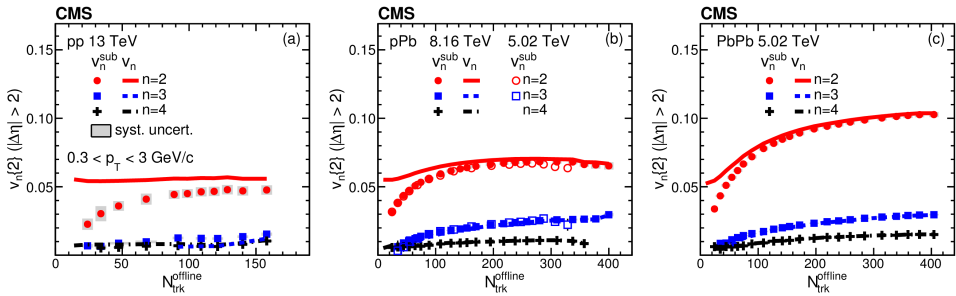 CMS
pp 13 TeV (a)
v_n^sub v_n
n=2
n=3
n=4
syst. uncert.
0.3 < p_T < 3 GeV/c
v_n{2} (|Δη| > 2)
0.15
0.10
0.05
0 50 100 150
N_trk^offline
CMS
pPb 8.16 TeV 5.02 TeV (b)
v_n^sub v_n v_n^sub
n=2 n=2
n=3 n=3
n=4
v_n{2} (|Δη| > 2)
0.15
0.10
0.05
0 100 200 300 400
N_trk^offline
CMS
PbPb 5.02 TeV (c)
v_n^sub v_n
n=2
n=3
n=4
v_n{2} (|Δη| > 2)
0.15
0.10
0.05
0 100 200 300 400
N_trk^offline